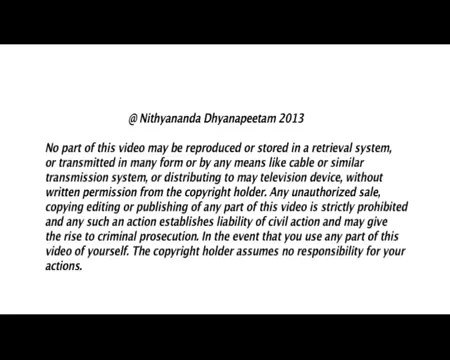 @ Nithyananda Dhyanapeetam 2013
No part of this video may be reproduced or stored in a retrieval system,
or transmitted in many form or by any means like cable or similar
transmission system, or distributing to may television device, without
written permission from the copyright holder. Any unauthorized sale,
copying editing or publishing of any part of this video is strictly prohibited
and any such an action establishes liability of civil action and may give
the rise to criminal prosecution. In the event that you use any part of this
video of yourself. The copyright holder assumes no responsibility for your
actions.